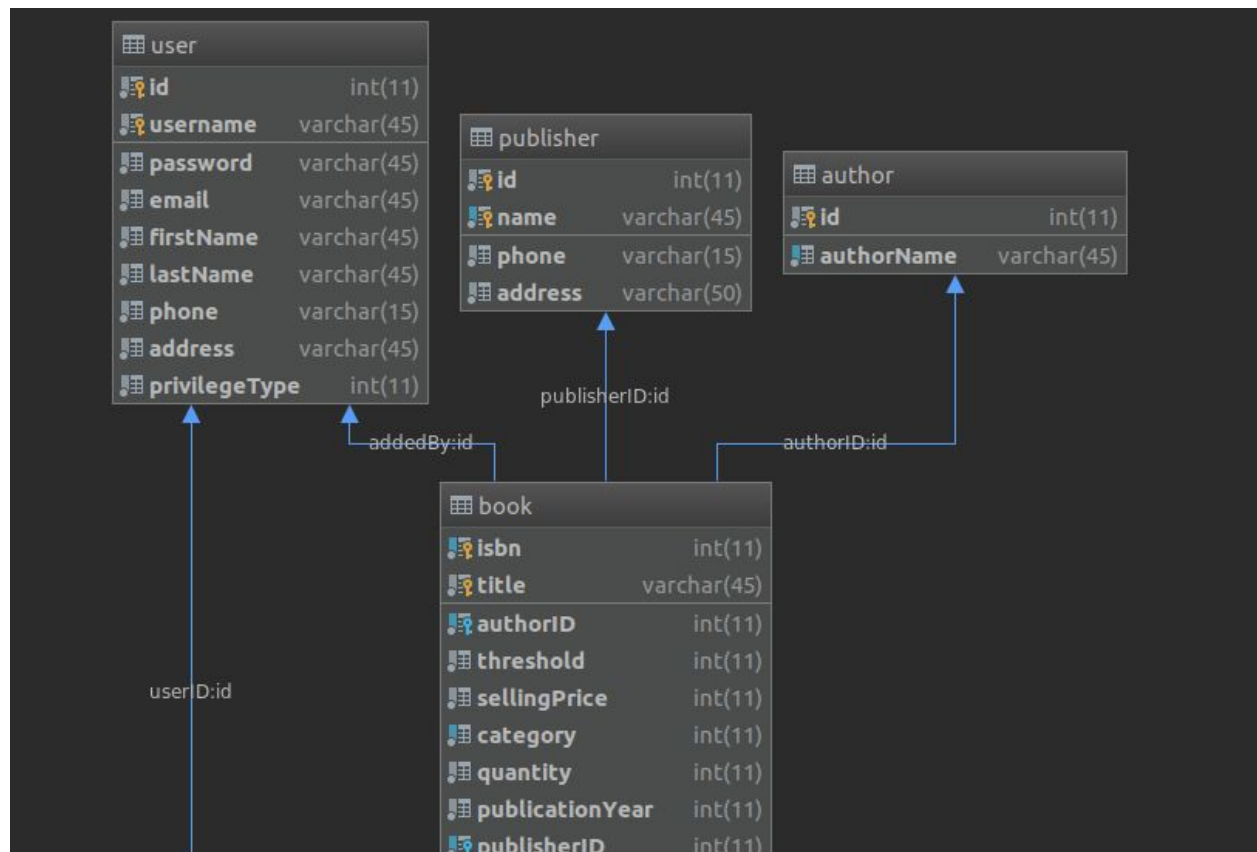 user
id int(11)
username varchar(45)
password varchar(45)
email varchar(45)
firstName varchar(45)
lastName varchar(45)
phone varchar(15)
address varchar(45)
privilegeType int(11)
publisher
id int(11)
name varchar(45)
phone varchar(15)
address varchar(50)
author
id int(11)
authorName varchar(45)
publisherID:id
addedBy:id
authorID:id
book
isbn int(11)
title varchar(45)
authorID int(11)
threshold int(11)
sellingPrice int(11)
category int(11)
quantity int(11)
publicationYear int(11)
publisherID int(11)
userID:id